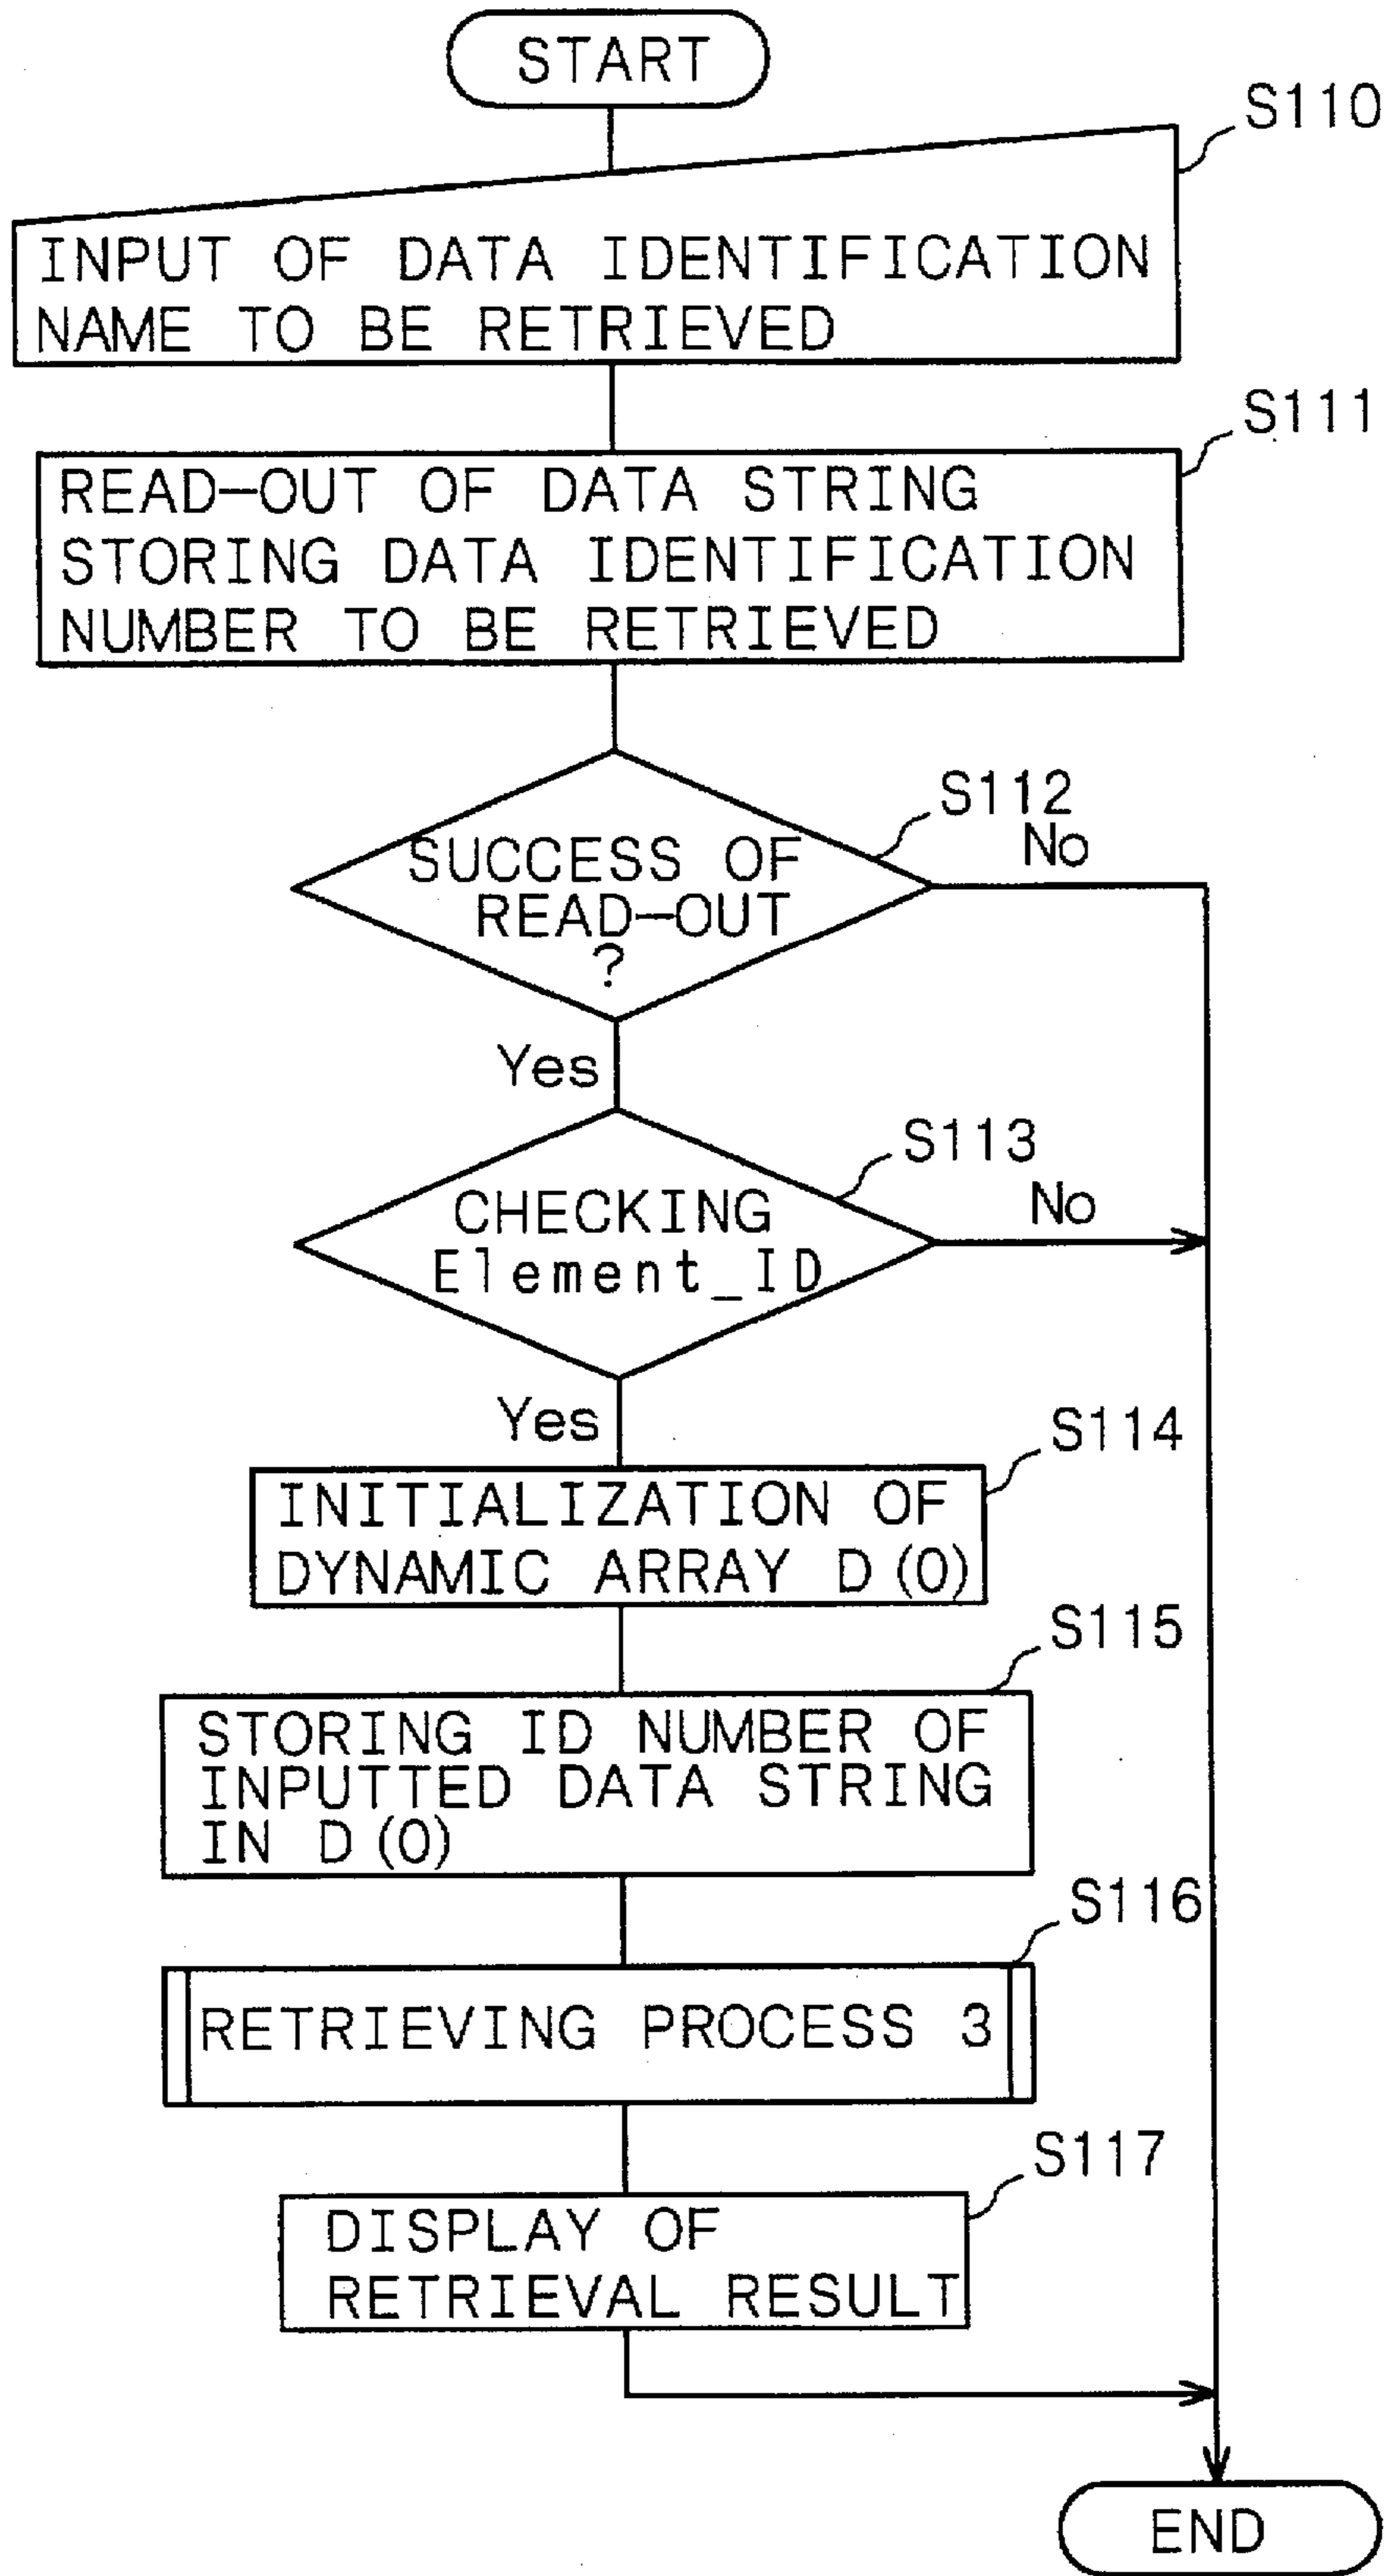 START
S110
INPUT OF DATA IDENTIFICATION
NAME TO BE RETRIEVED
S111
READ-OUT OF DATA STRING
STORING DATA IDENTIFICATION
NUMBER TO BE RETRIEVED
S112
No
SUCCESS OF
READ-OUT
?
Yes
S113
No
CHECKING
Element_ID
Yes
S114
INITIALIZATION OF
DYNAMIC ARRAY D(0)
S115
STORING ID NUMBER OF
INPUTTED DATA STRING
IN D(0)
S116
RETRIEVING PROCESS 3
S117
DISPLAY OF
RETRIEVAL RESULT
END